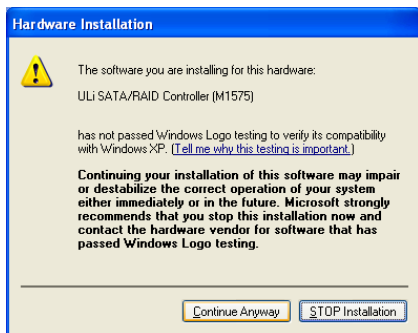 Hardware Installation
The software you are installing for this hardware:
ULi SATA/RAID Controller (M1575)
has not passed Windows Logo testing to verify its compatibility
with Windows XP. (Tell me why this testing is important.)
Continuing your installation of this software may impair
or destabilize the correct operation of your system
either immediately or in the future. Microsoft strongly
recommends that you stop this installation now and
contact the hardware vendor for software that has
passed Windows Logo testing.
Continue Anyway
STOP Installation